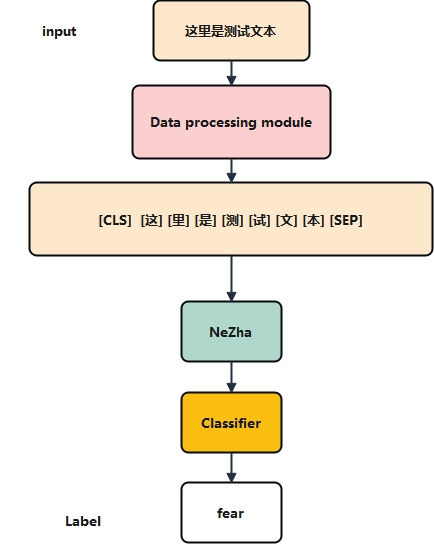 input
这里是测试文本
Data processing module
[CLS] [这] [里] [是] [测] [试] [文] [本] [SEP]
NeZha
Classifier
fear
Label